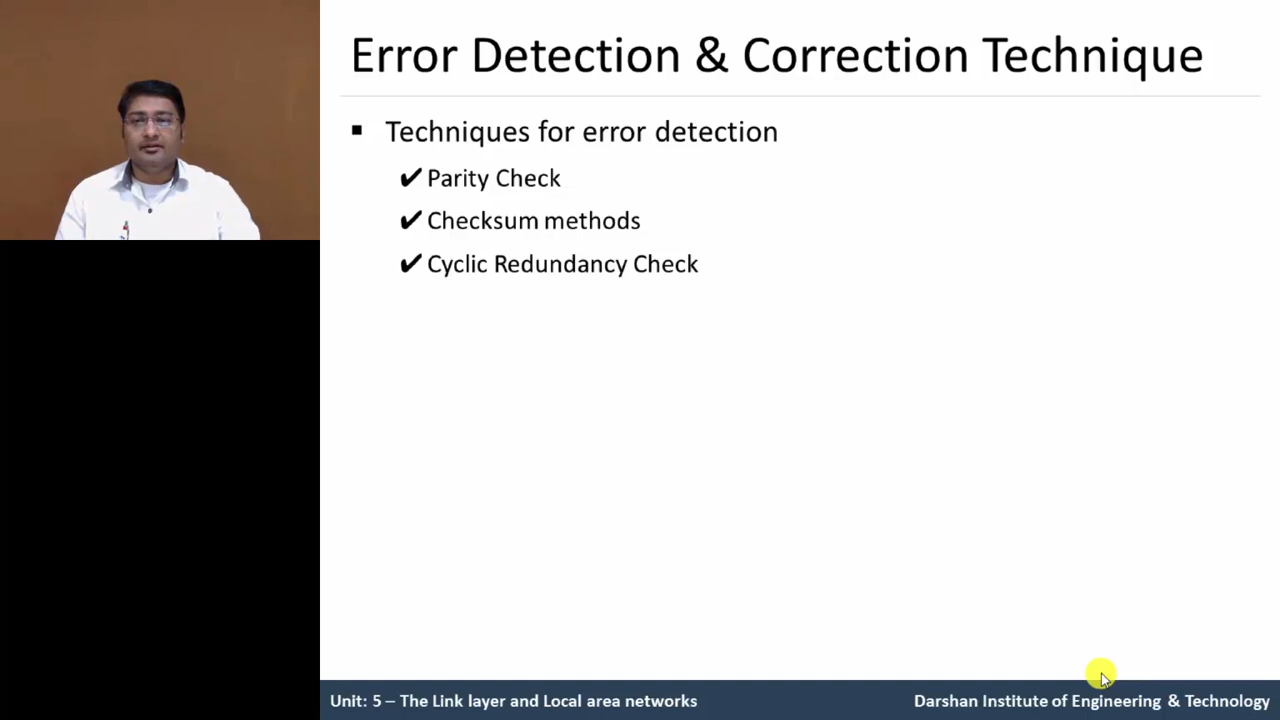 Error Detection & Correction Technique
Techniques for error detection
Parity Check
Checksum methods
Cyclic Redundancy Check
Unit: 5 – The Link layer and Local area networks
Darshan Institute of Engineering & Technology